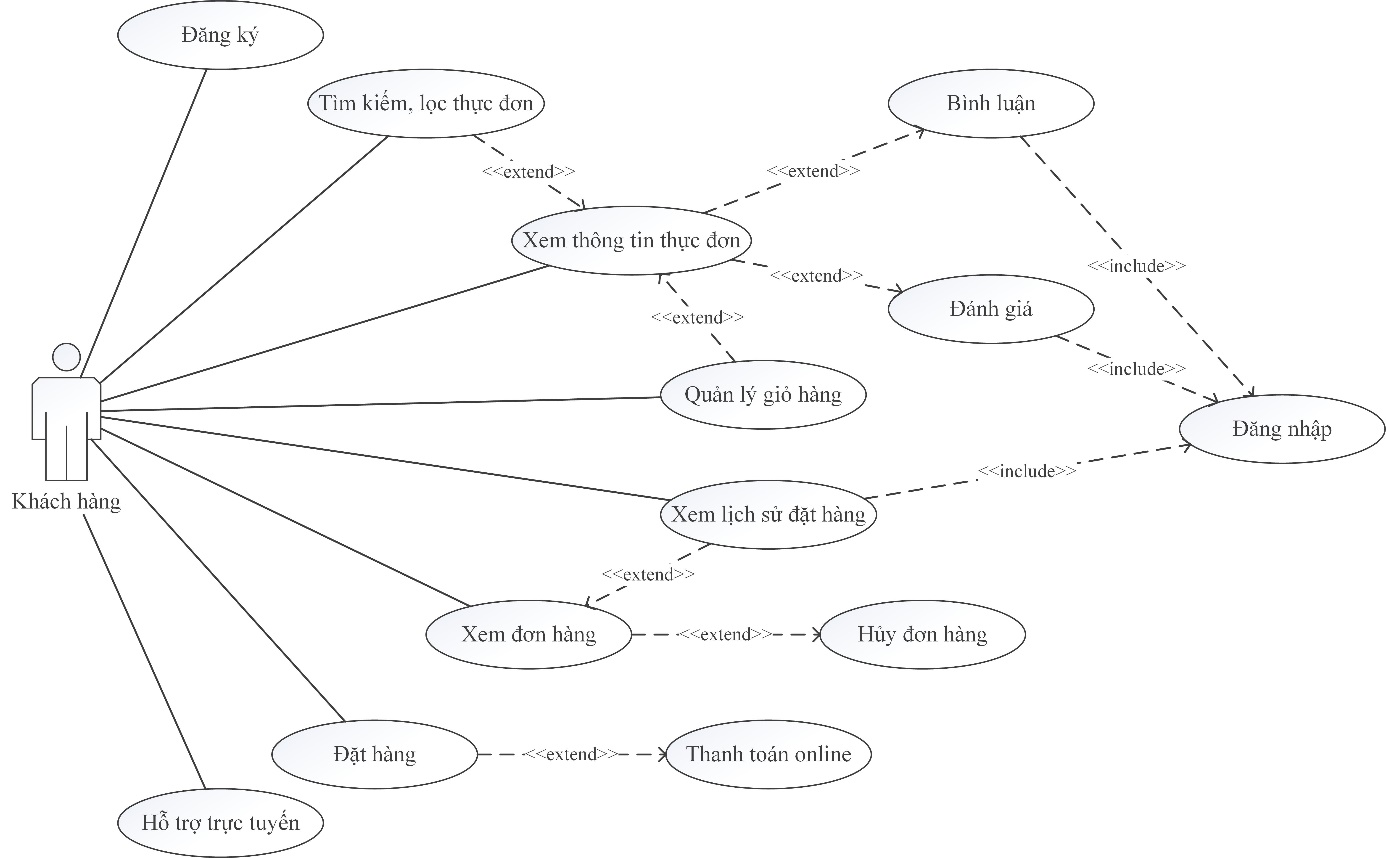 Đăng ký
Tìm kiếm, lọc thực đơn
Bình luận
<<extend>>
<<extend>>
Xem thông tin thực đơn
<<include>>
<<extend>>
Đánh giá
<<extend>>
<<include>>
Quản lý giỏ hàng
Đăng nhập
<<include>>
Khách hàng
Xem lịch sử đặt hàng
<<extend>>
Xem đơn hàng
<<extend>>
Hủy đơn hàng
Đặt hàng
<<extend>>
Thanh toán online
Hỗ trợ trực tuyến